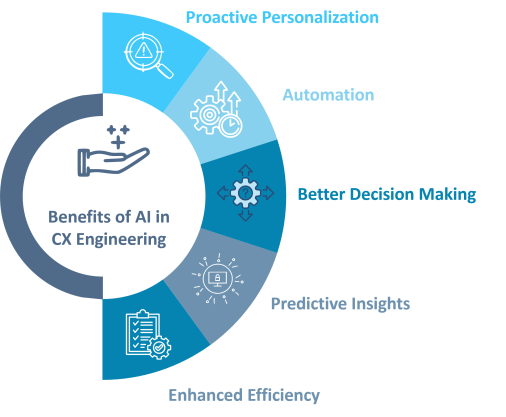 Proactive Personalization
Automation
Better Decision Making
Benefits of AI in
CX Engineering
Predictive Insights
Enhanced Efficiency